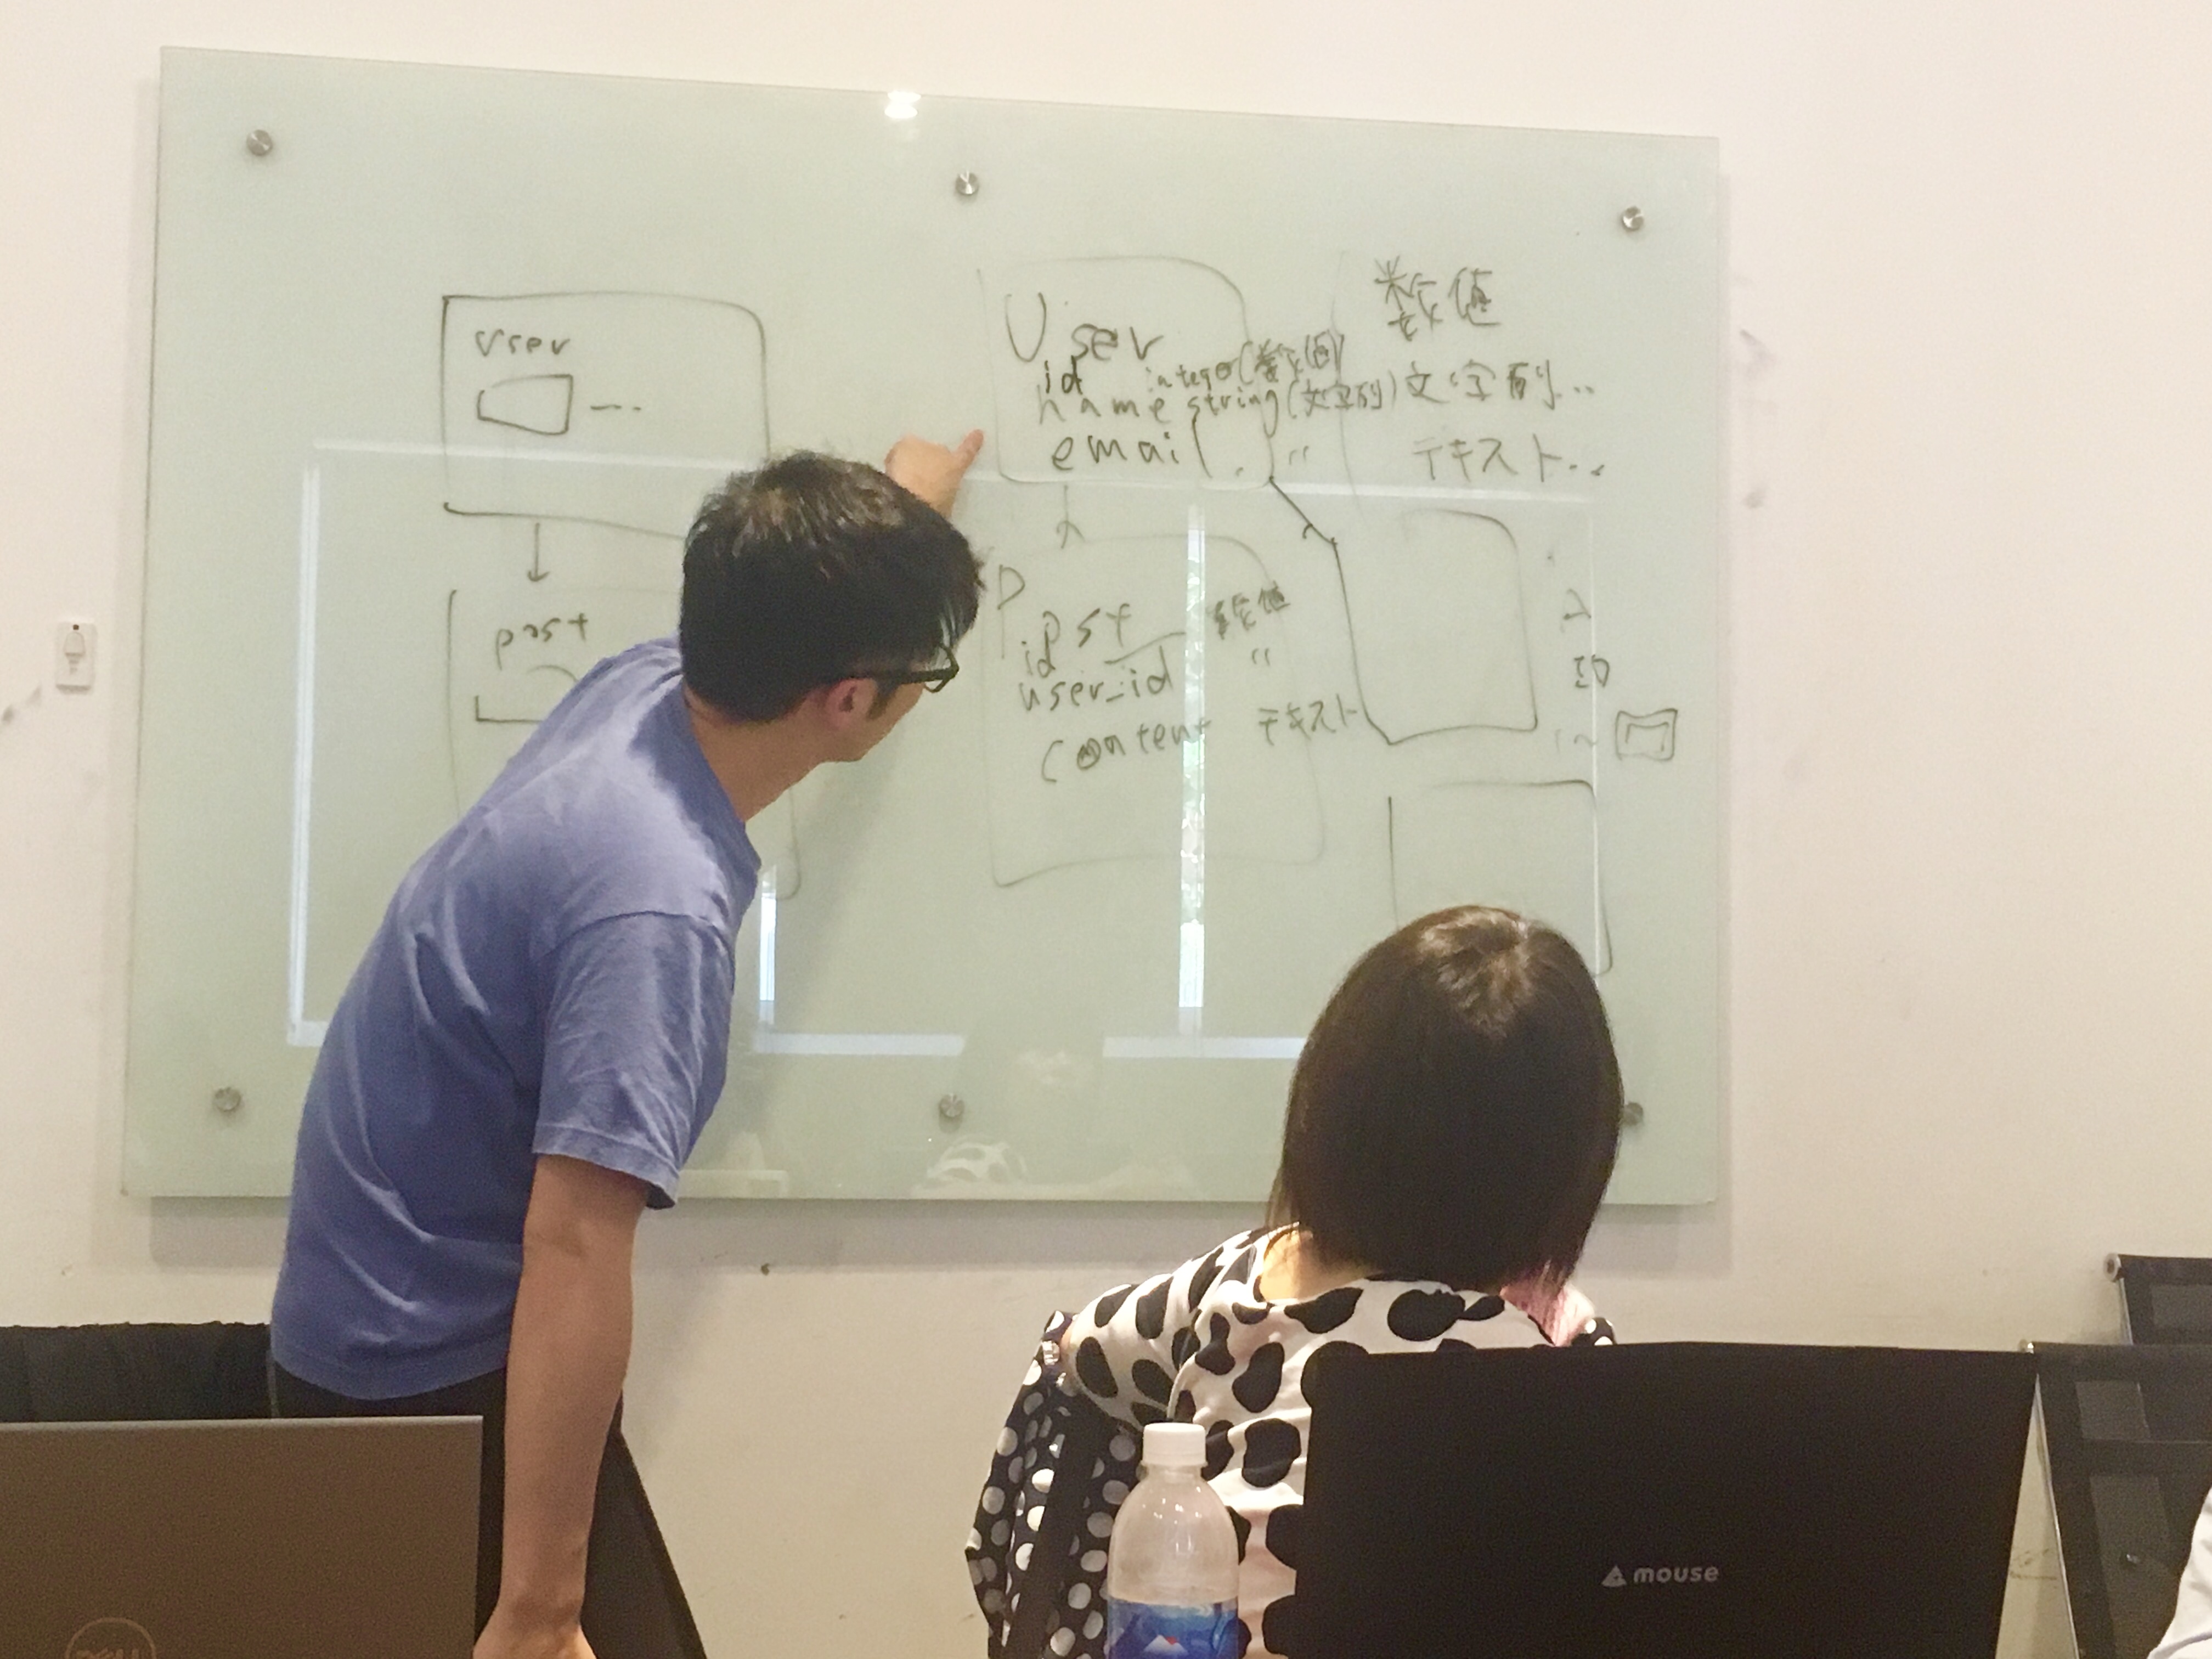 user
post
User
id integer(数値)
name string(文字列)
email 〃
数値
文字列...
テキスト...
Post
id 数値
user_id 〃
content テキスト
mouse
DELL